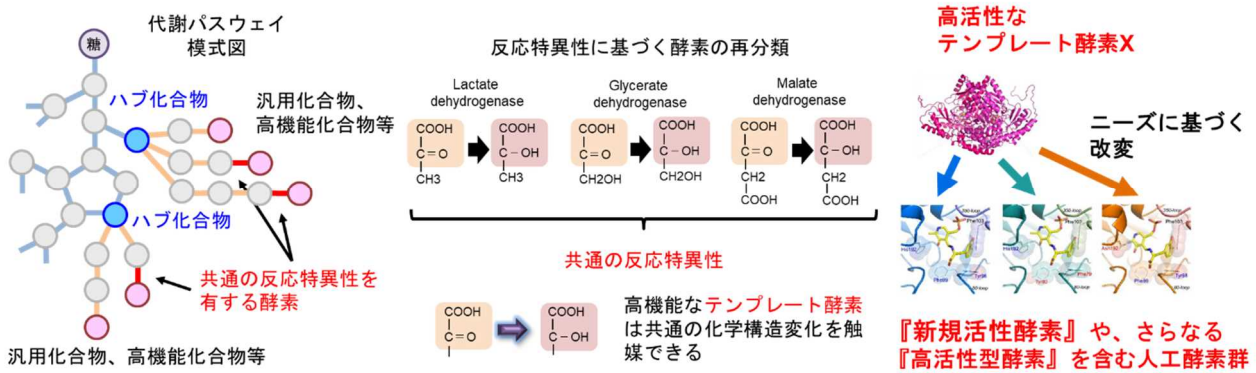 代謝パスウェイ
模式図
糖
ハブ化合物
汎用化合物、
高機能化合物等
ハブ化合物
共通の反応特異性を
有する酵素
汎用化合物、高機能化合物等
反応特異性に基づく酵素の再分類
Lactate
dehydrogenase
COOH
C=O
CH3
COOH
C-OH
CH3
Glycerate
dehydrogenase
COOH
C=O
CH2OH
COOH
C-OH
CH2OH
Malate
dehydrogenase
COOH
C=O
CH2
COOH
COOH
C-OH
CH2
COOH
共通の反応特異性
COOH
C=O
COOH
C-OH
高機能なテンプレート酵素
は共通の化学構造変化を触
媒できる
高活性な
テンプレート酵素X
ニーズに基づく
改変
『新規活性酵素』や、さらなる
『高活性型酵素』を含む人工酵素群